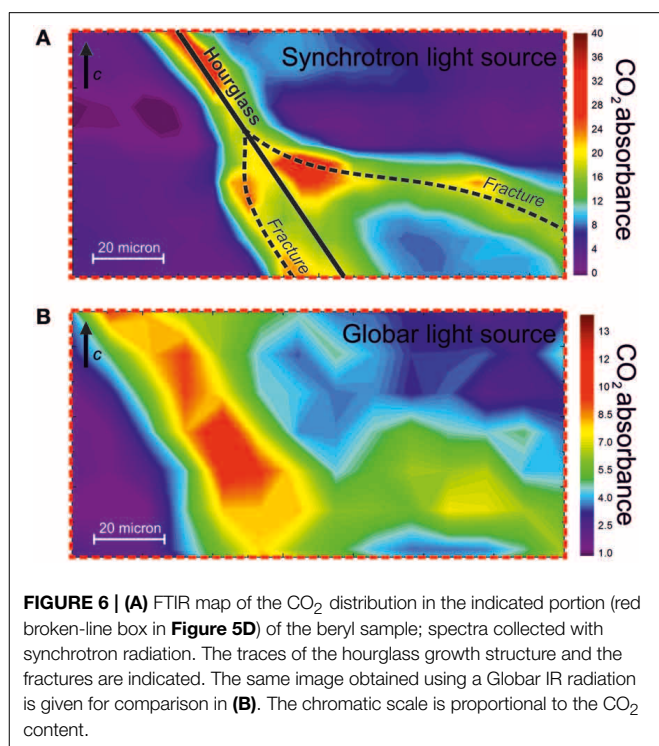 A
c
Hourglass
Synchrotron light source
Fracture
Fracture
20 micron
40
36
32
28
24
20
16
12
8
4
0
CO2 absorbance
B
c
Globar light source
20 micron
13
11.5
10
8.5
7.0
5.5
4.0
2.5
1.0
CO2 absorbance
FIGURE 6 | (A) FTIR map of the CO2 distribution in the indicated portion (red
broken-line box in Figure 5D) of the beryl sample; spectra collected with
synchrotron radiation. The traces of the hourglass growth structure and the
fractures are indicated. The same image obtained using a Globar IR radiation
is given for comparison in (B). The chromatic scale is proportional to the CO2
content.